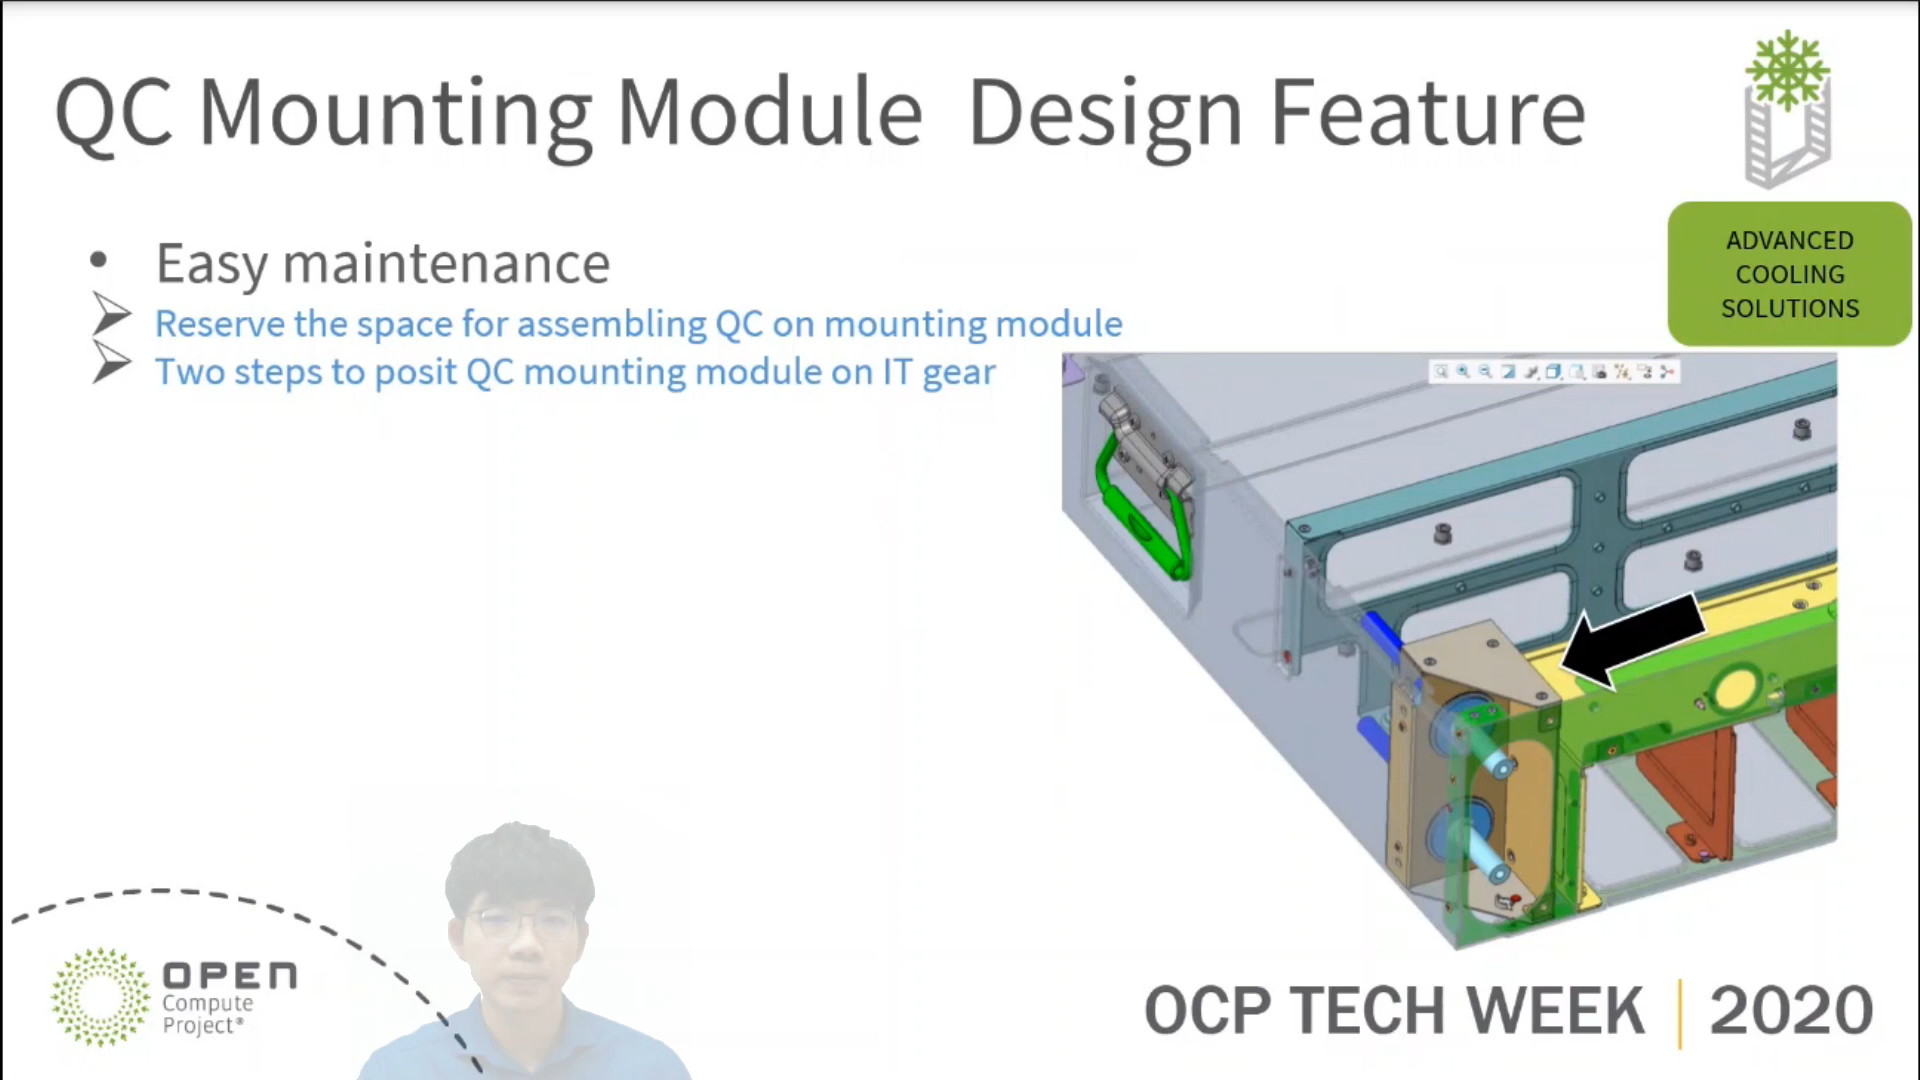 QC Mounting Module Design Feature
ADVANCED
COOLING
SOLUTIONS
• Easy maintenance
➢ Reserve the space for assembling QC on mounting module
➢ Two steps to posit QC mounting module on IT gear
OPEN
Compute
Project®
OCP TECH WEEK | 2020